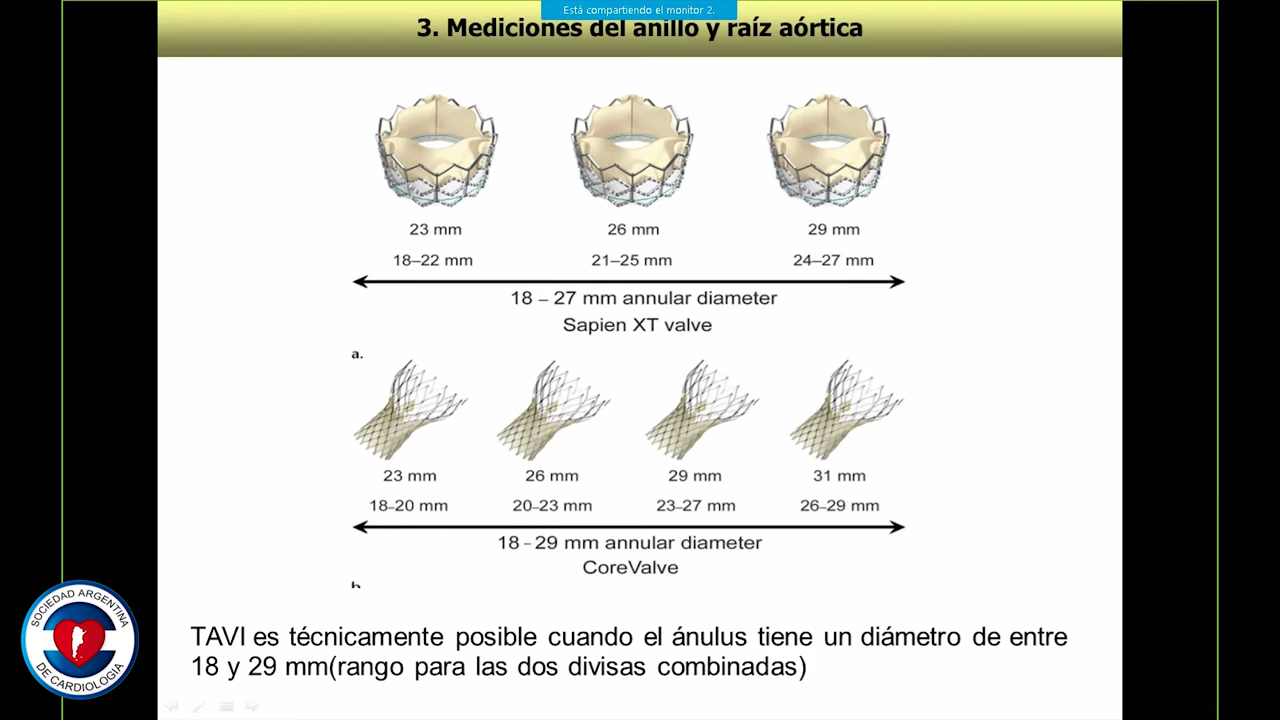 Está compartiendo el monitor 2.
3. Mediciones del anillo y raíz aórtica
23 mm 26 mm 29 mm
18–22 mm 21–25 mm 24–27 mm
18 – 27 mm annular diameter
Sapien XT valve
a.
23 mm 26 mm 29 mm 31 mm
18–20 mm 20–23 mm 23–27 mm 26–29 mm
18 - 29 mm annular diameter
CoreValve
b
SOCIEDAD ARGENTINA
DE CARDIOLOGÍA
TAVI es técnicamente posible cuando el ánulus tiene un diámetro de entre
18 y 29 mm(rango para las dos divisas combinadas)